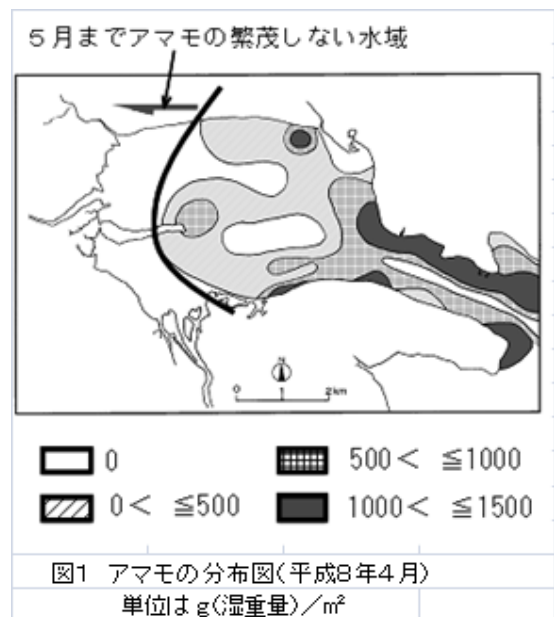 5月までアマモの繁茂しない水域
N
0 1 2km
0
500< ≦1000
0< ≦500
1000< ≦1500
図1 アマモの分布図(平成8年4月)
単位はg(湿重量)/㎡